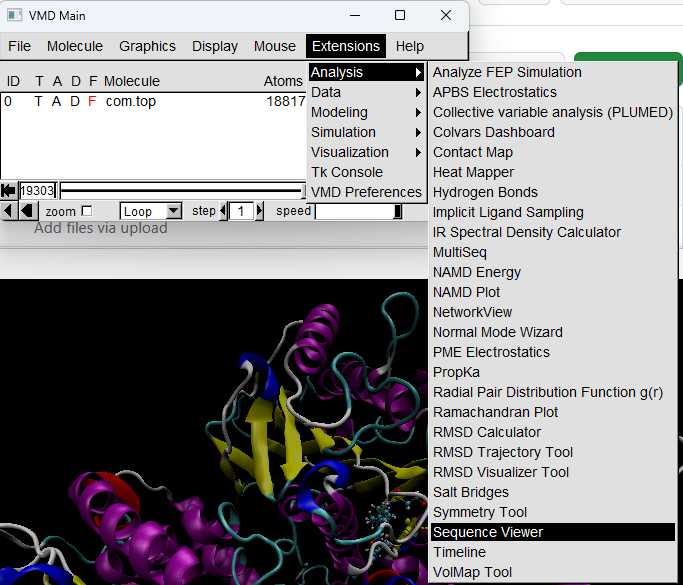 VMD Main
File Molecule Graphics Display Mouse Extensions Help
ID T A D F Molecule Atoms
0 T A D F com.top 18817
19303
zoom Loop step 1 speed
Add files via upload
Analysis
Data
Modeling
Simulation
Visualization
Tk Console
VMD Preferences
Analyze FEP Simulation
APBS Electrostatics
Collective variable analysis (PLUMED)
Colvars Dashboard
Contact Map
Heat Mapper
Hydrogen Bonds
Implicit Ligand Sampling
IR Spectral Density Calculator
MultiSeq
NAMD Energy
NAMD Plot
NetworkView
Normal Mode Wizard
PME Electrostatics
PropKa
Radial Pair Distribution Function g(r)
Ramachandran Plot
RMSD Calculator
RMSD Trajectory Tool
RMSD Visualizer Tool
Salt Bridges
Symmetry Tool
Sequence Viewer
Timeline
VolMap Tool